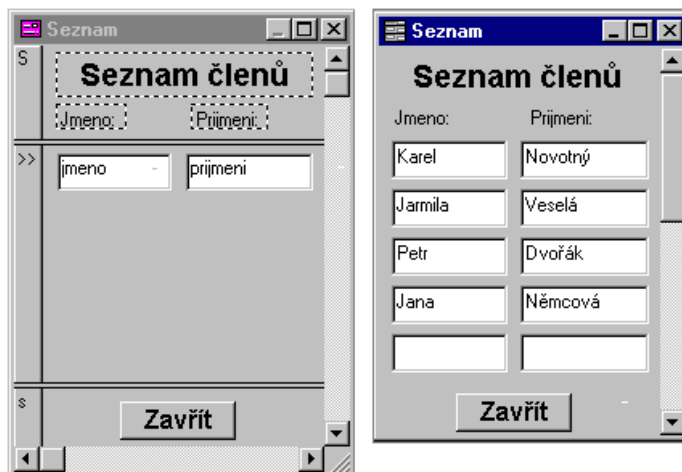 Seznam
S
Seznam členů
Jmeno: Prijmeni:
>>
jmeno prijmeni
s
Zavřít
Seznam
Seznam členů
Jmeno: Prijmeni:
Karel Novotný
Jarmila Veselá
Petr Dvořák
Jana Němcová
Zavřít